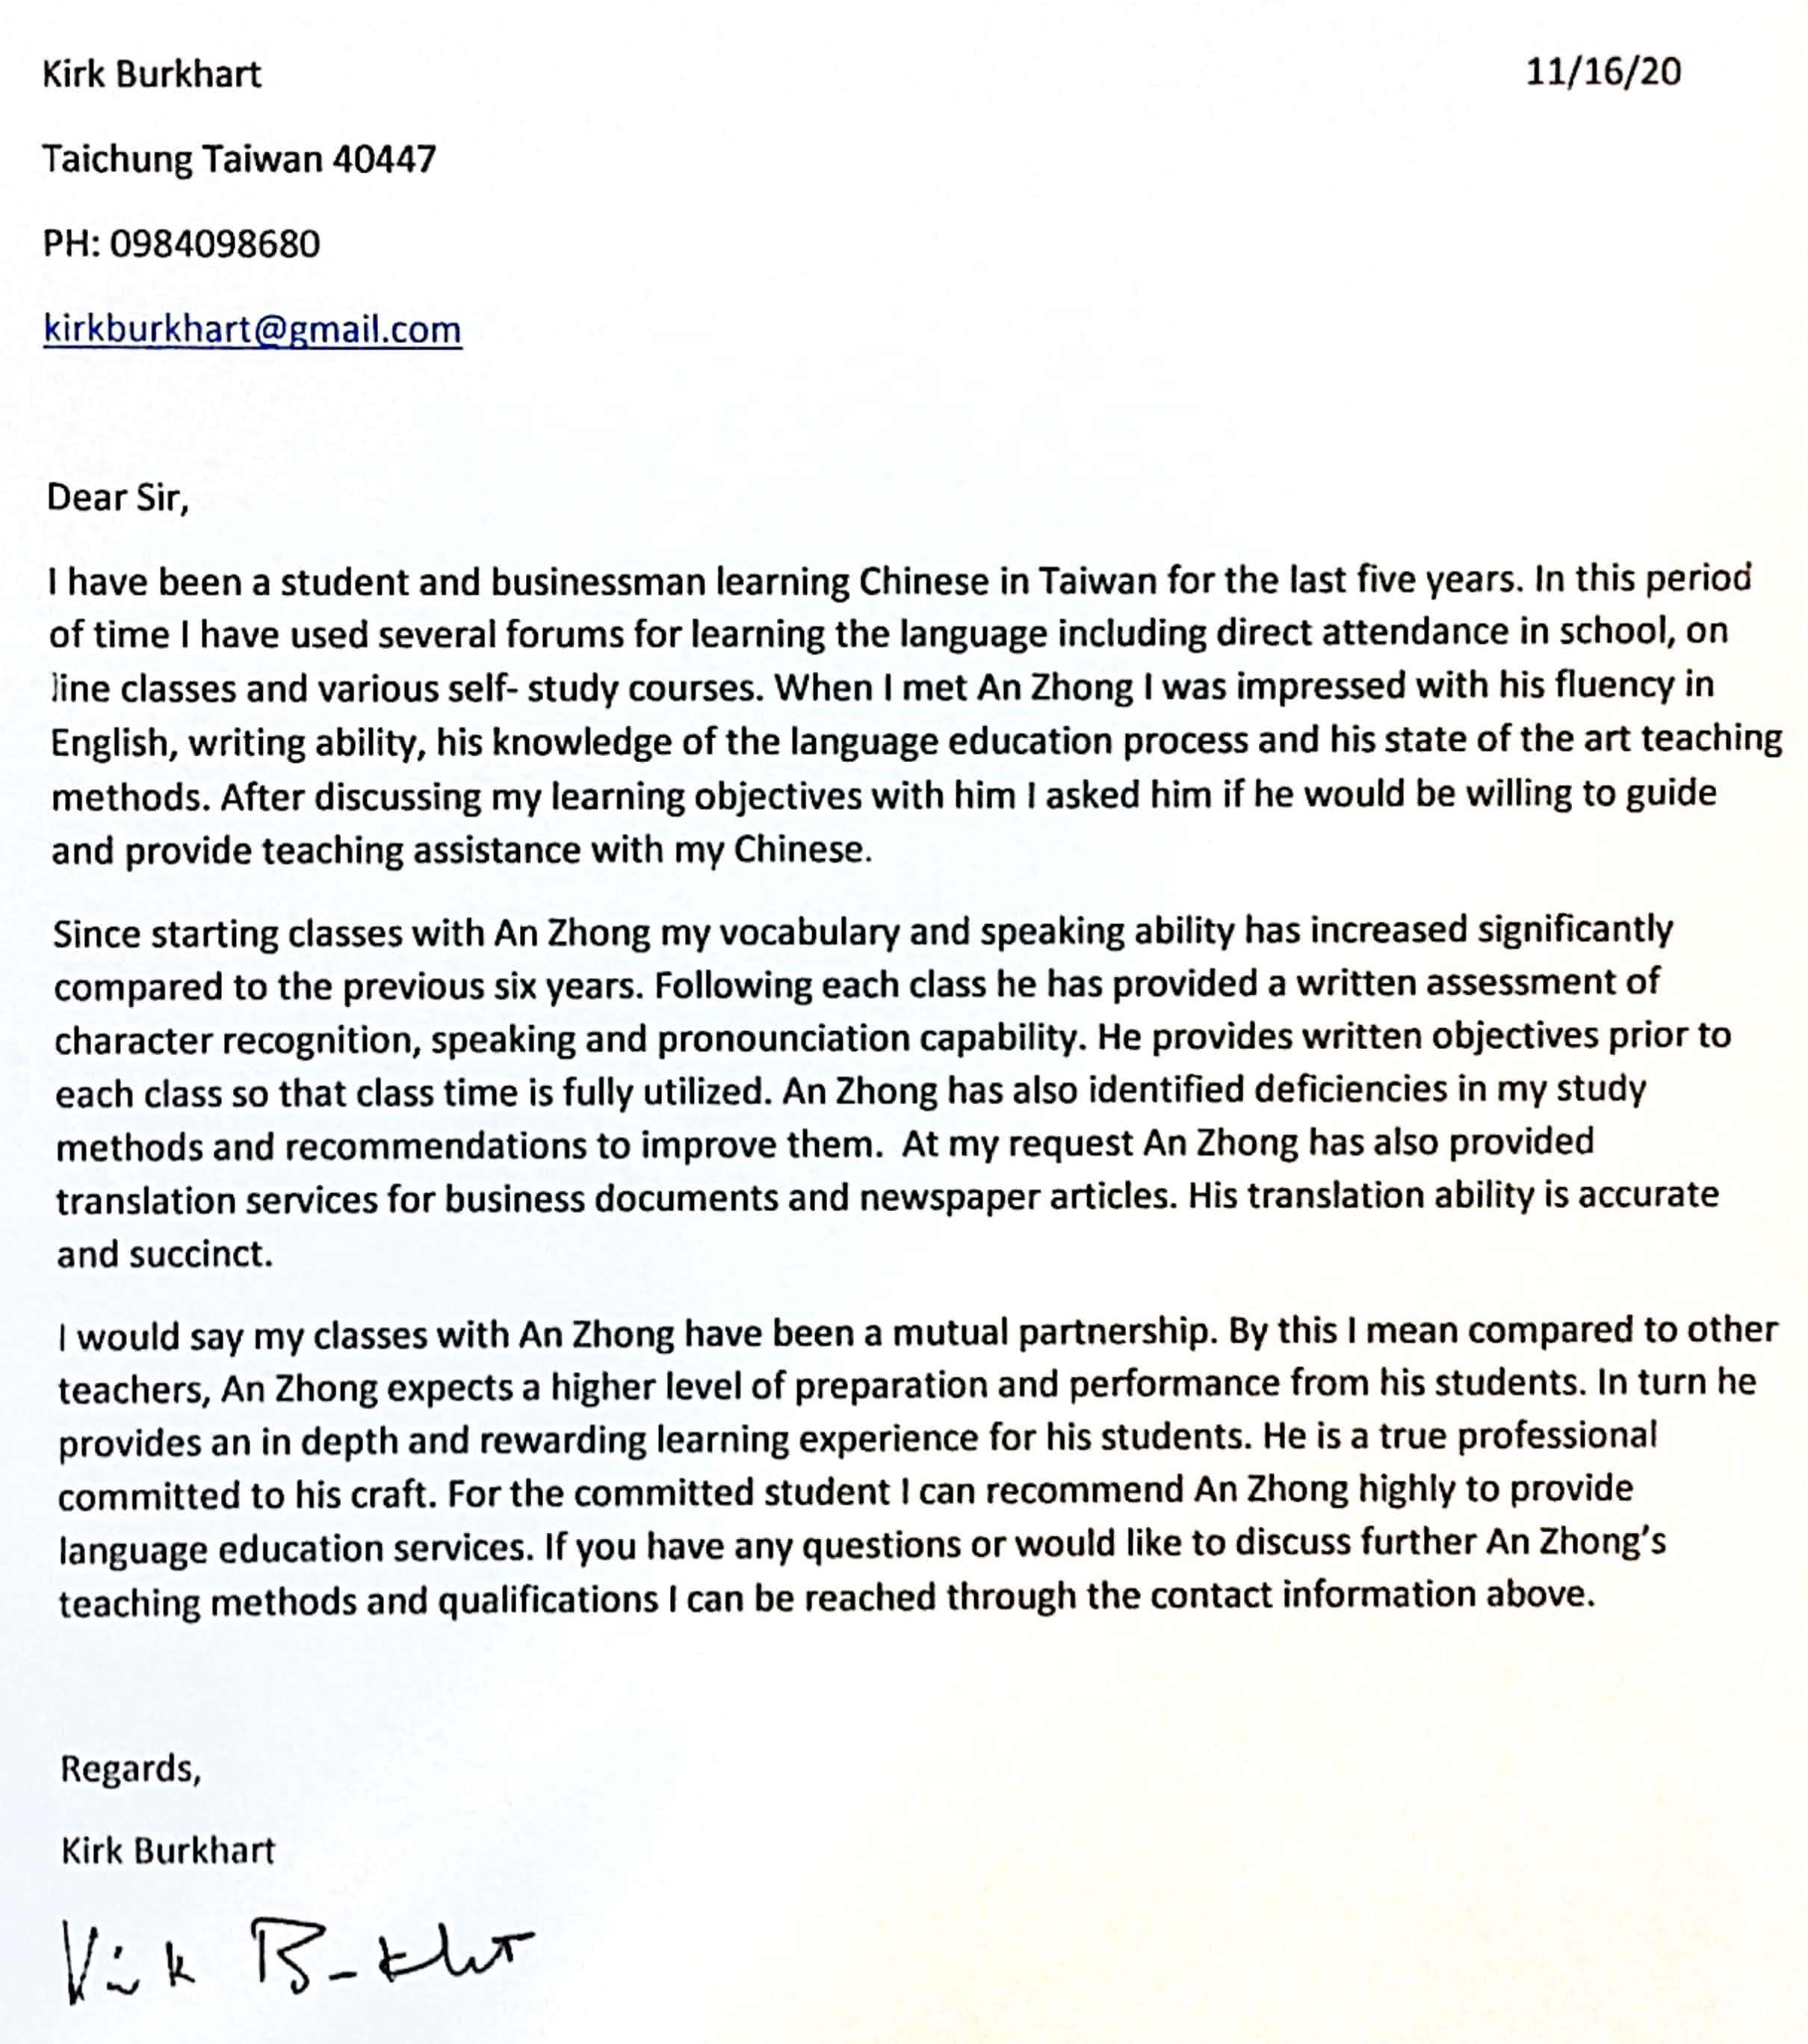 Kirk Burkhart 11/16/20
Taichung Taiwan 40447
PH: 0984098680
kirkburkhart@gmail.com
Dear Sir,
I have been a student and businessman learning Chinese in Taiwan for the last five years. In this period
of time I have used several forums for learning the language including direct attendance in school, on
line classes and various self- study courses. When I met An Zhong I was impressed with his fluency in
English, writing ability, his knowledge of the language education process and his state of the art teaching
methods. After discussing my learning objectives with him I asked him if he would be willing to guide
and provide teaching assistance with my Chinese.
Since starting classes with An Zhong my vocabulary and speaking ability has increased significantly
compared to the previous six years. Following each class he has provided a written assessment of
character recognition, speaking and pronounciation capability. He provides written objectives prior to
each class so that class time is fully utilized. An Zhong has also identified deficiencies in my study
methods and recommendations to improve them.  At my request An Zhong has also provided
translation services for business documents and newspaper articles. His translation ability is accurate
and succinct.
I would say my classes with An Zhong have been a mutual partnership. By this I mean compared to other
teachers, An Zhong expects a higher level of preparation and performance from his students. In turn he
provides an in depth and rewarding learning experience for his students. He is a true professional
committed to his craft. For the committed student I can recommend An Zhong highly to provide
language education services. If you have any questions or would like to discuss further An Zhong’s
teaching methods and qualifications I can be reached through the contact information above.
Regards,
Kirk Burkhart
Kirk Burkhart